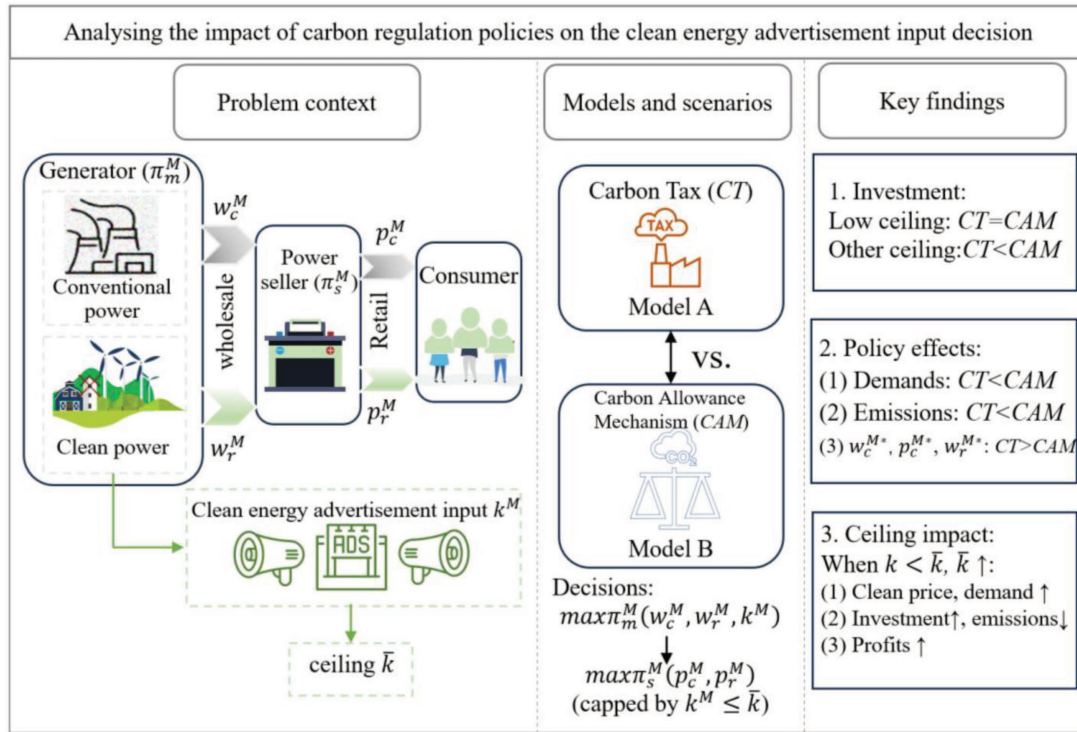 Analysing the impact of carbon regulation policies on the clean energy advertisement input decision
Problem context
Generator (π_m^M)
Conventional
power
Clean power
w_c^M
wholesale
w_r^M
Power
seller (π_s^M)
p_c^M
Retail
p_r^M
Consumer
Clean energy advertisement input k^M
ADS
ceiling k̄
Models and scenarios
Carbon Tax (CT)
TAX
Model A
VS.
Carbon Allowance
Mechanism (CAM)
CO₂
Model B
Decisions:
maxπ_m^M(w_c^M, w_r^M, k^M)
maxπ_s^M(p_c^M, p_r^M)
(capped by k^M ≤ k̄)
Key findings
1. Investment:
Low ceiling: CT=CAM
Other ceiling:CT<CAM
2. Policy effects:
(1) Demands: CT<CAM
(2) Emissions: CT<CAM
(3) w_c^{M*}, p_c^{M*}, w_r^{M*}: CT>CAM
3. Ceiling impact:
When k < k̄, k̄ ↑:
(1) Clean price, demand ↑
(2) Investment↑, emissions↓
(3) Profits ↑